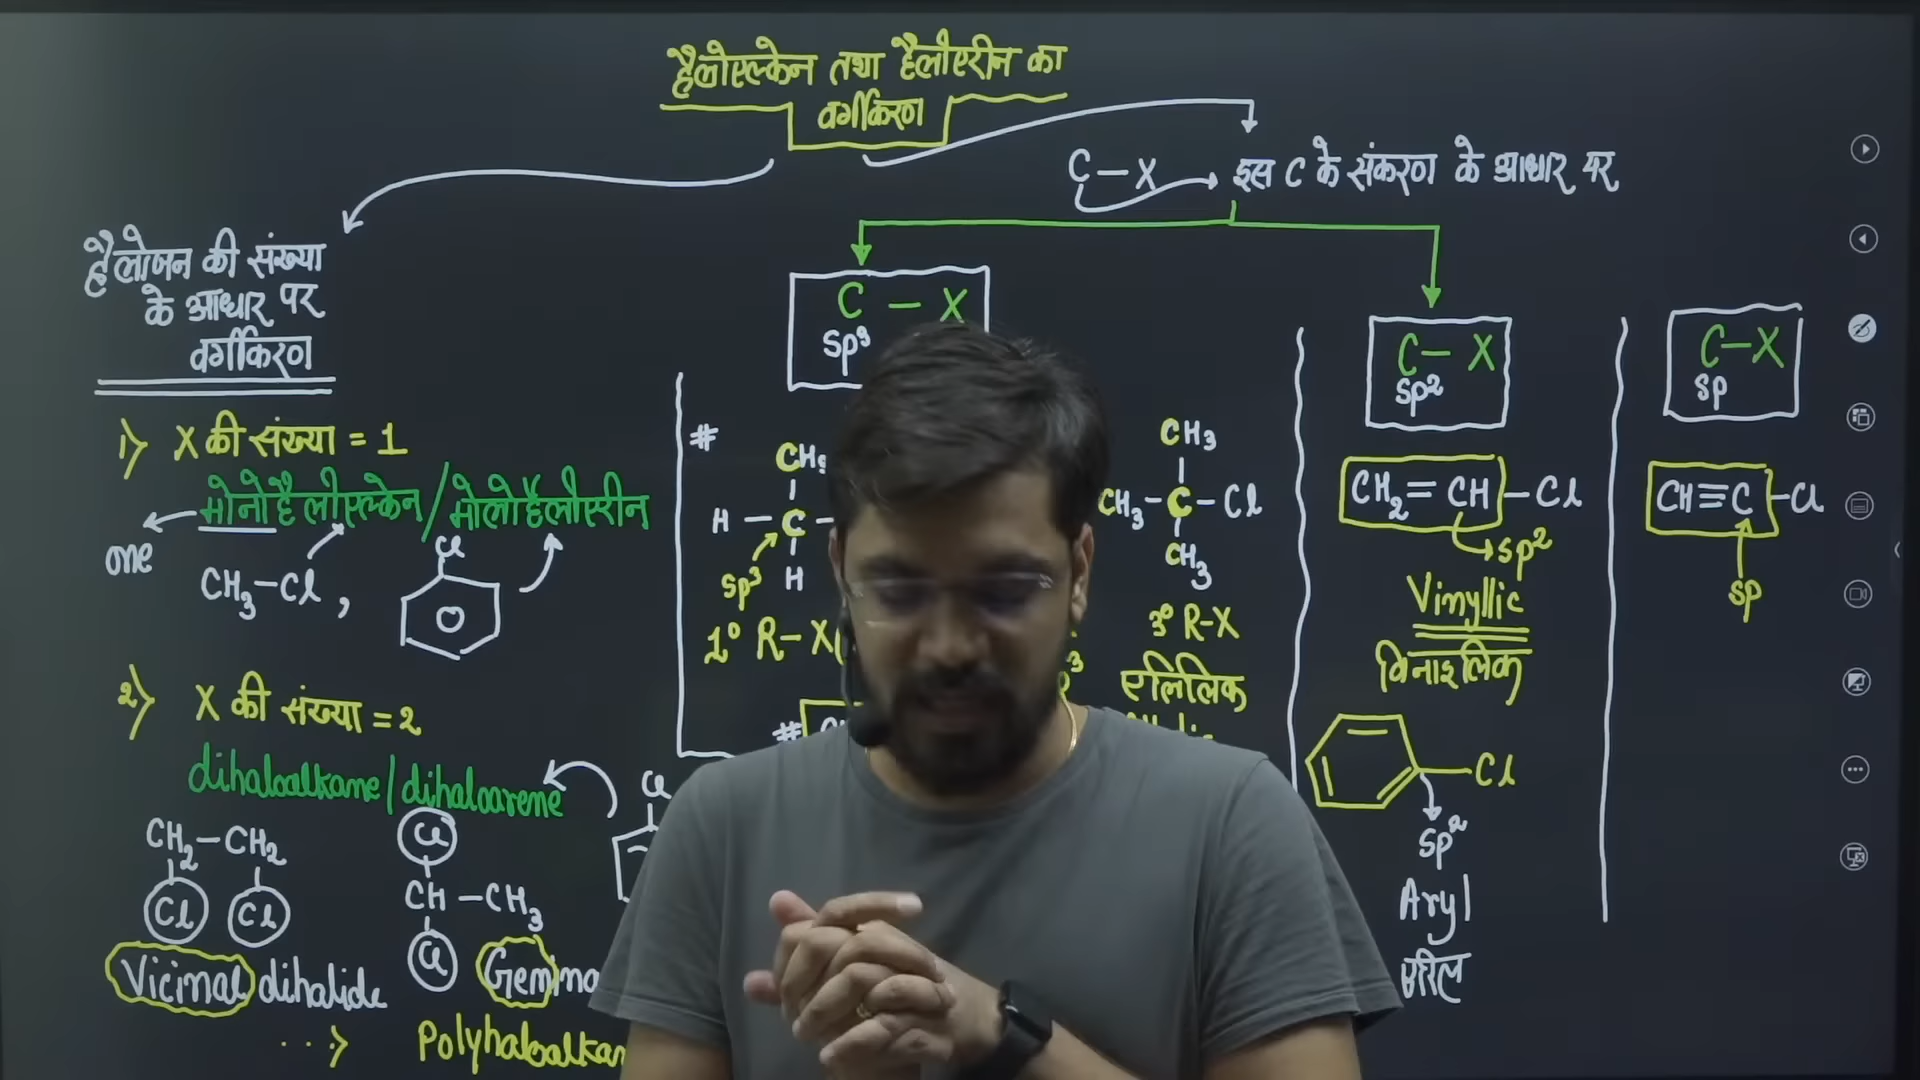 हैलोएल्केन तथा हैलोएरीन का
वर्गीकरण
C – X → इस C के संकरण के आधार पर
हैलोजन की संख्या
के आधार पर
वर्गीकरण
1) X की संख्या = 1
मोनोहैलोएल्केन / मोनोहैलोएरीन
one
CH3–Cl ,
Cl
2) X की संख्या = 2
dihaloalkane / dihaloarene
Cl
CH2–CH2
Cl Cl
Cl
CH –CH3
Cl
Vicinal dihalide
Polyhaloalkan
C – X
Sp3
#
H – C –
H
Sp3
1° R–X
#
CH3
CH3–C–Cl
CH3
3° R–X
एलिलिक
C – X
Sp2
CH2=CH–Cl
sp2
Vinyllic
विनाइलिक
Cl
Sp2
Aryl
एरिल
C–X
Sp
CH≡C–Cl
sp